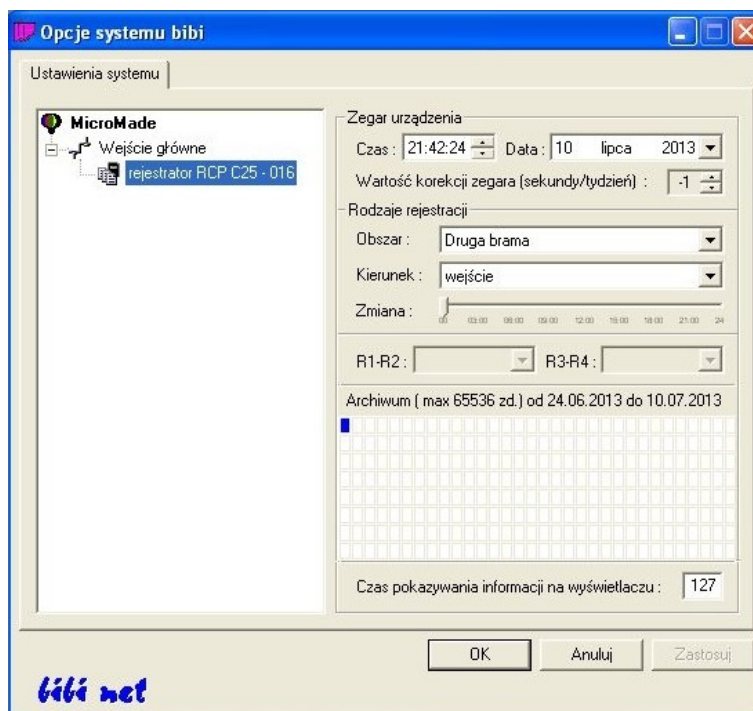 Opcje systemu bibi
Ustawienia systemu
MicroMade
Wejście główne
rejestrator RCP C25 - 016
Zegar urządzenia
Czas : 21:42:24 Data : 10 lipca 2013
Wartość korekcji zegara (sekundy/tydzień) : -1
Rodzaje rejestracji
Obszar : Druga brama
Kierunek : wejście
Zmiana :
00 03:00 06:00 09:00 12:00 15:00 18:00 21:00 24
R1-R2 : R3-R4 :
Archiwum ( max 65536 zd.) od 24.06.2013 do 10.07.2013
Czas pokazywania informacji na wyświetlaczu : 127
OK Anuluj Zastosuj
bibi net